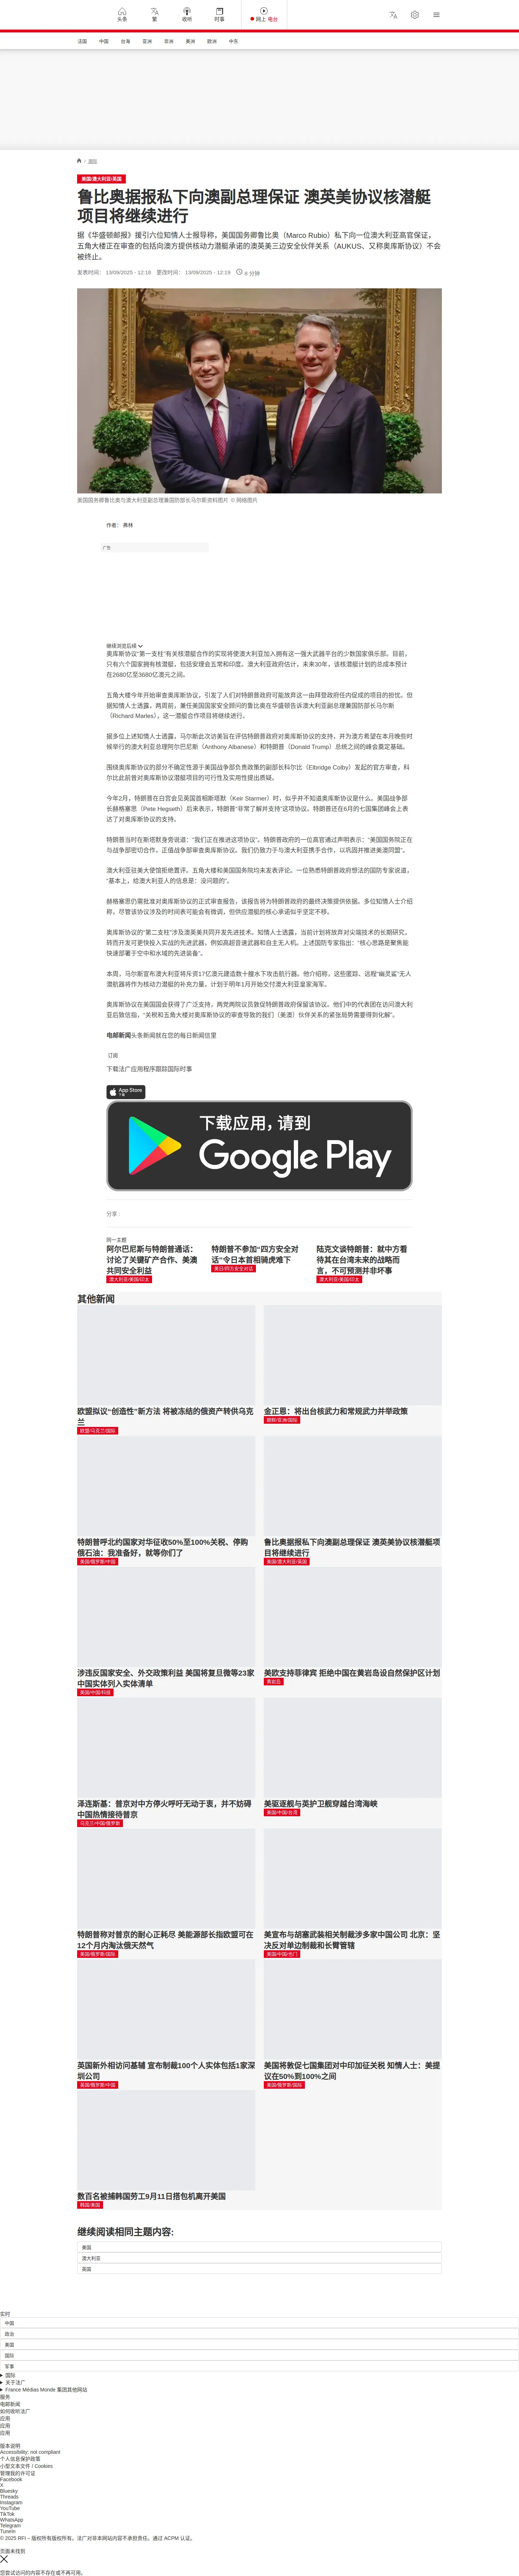 头条
繁
收听
时事
网上 电台
法国 中国 台海 亚洲 非洲 美洲 欧洲 中东
/ 国际
美国/澳大利亚/英国
鲁比奥据报私下向澳副总理保证 澳英美协议核潜艇项目将继续进行
据《华盛顿邮报》援引六位知情人士报导称，美国国务卿鲁比奥（Marco Rubio）私下向一位澳大利亚高官保证，五角大楼正在审查的包括向澳方提供核动力潜艇承诺的澳英美三边安全伙伴关系（AUKUS、又称奥库斯协议）不会被终止。
发表时间： 13/09/2025 - 12:18 更改时间： 13/09/2025 - 12:19 8 分钟
美国国务卿鲁比奥与澳大利亚副总理兼国防部长马尔斯资料图片 © 网络图片
作者： 弗林
广告
继续浏览后续
奥库斯协议“第一支柱”有关核潜艇合作的实现将使澳大利亚加入拥有这一强大武器平台的少数国家俱乐部。目前，只有六个国家拥有核潜艇，包括安理会五常和印度。澳大利亚政府估计，未来30年，该核潜艇计划的总成本预计在2680亿至3680亿澳元之间。
五角大楼今年开始审查奥库斯协议，引发了人们对特朗普政府可能放弃这一由拜登政府任内促成的项目的担忧。但据知情人士透露，两周前，兼任美国国家安全顾问的鲁比奥在华盛顿告诉澳大利亚副总理兼国防部长马尔斯（Richard Marles），这一潜艇合作项目将继续进行。
据多位上述知情人士透露，马尔斯此次访美旨在评估特朗普政府对奥库斯协议的支持，并为澳方希望在本月晚些时候举行的澳大利亚总理阿尔巴尼斯（Anthony Albanese）和特朗普（Donald Trump）总统之间的峰会奠定基础。
围绕奥库斯协议的部分不确定性源于美国战争部负责政策的副部长科尔比（Elbridge Colby）发起的官方审查，科尔比此前曾对奥库斯协议潜艇项目的可行性及实用性提出质疑。
今年2月，特朗普在白宫会见英国首相斯塔默（Keir Starmer）时，似乎并不知道奥库斯协议是什么。美国战争部长赫格塞思（Pete Hegseth）后来表示，特朗普“非常了解并支持”这项协议。特朗普还在6月的七国集团峰会上表达了对奥库斯协议的支持。
特朗普当时在斯塔默身旁说道：“我们正在推进这项协议”。特朗普政府的一位高官通过声明表示：“美国国务院正在与战争部密切合作，正值战争部审查奥库斯协议。我们仍致力于与澳大利亚携手合作，以巩固并推进美澳同盟”。
澳大利亚驻美大使馆拒绝置评。五角大楼和美国国务院均未发表评论。一位熟悉特朗普政府想法的国防专家说道，“基本上，给澳大利亚人的信息是：没问题的”。
赫格塞思仍需批准对奥库斯协议的正式审查报告，该报告将为特朗普政府的最终决策提供依据。多位知情人士介绍称，尽管该协议涉及的时间表可能会有微调，但供应潜艇的核心承诺似乎坚定不移。
奥库斯协议的“第二支柱”涉及澳英美共同开发先进技术。知情人士透露，当前计划将放弃对尖端技术的长期研究，转而开发可更快投入实战的先进武器，例如高超音速武器和自主无人机。上述国防专家指出：“核心思路是聚焦能快速部署于空中和水域的先进装备”。
本周，马尔斯宣布澳大利亚将斥资17亿澳元建造数十艘水下攻击航行器。他介绍称，这些匿踪、远程“幽灵鲨”无人潜航器将作为核动力潜艇的补充力量，计划于明年1月开始交付澳大利亚皇家海军。
奥库斯协议在美国国会获得了广泛支持，两党两院议员敦促特朗普政府保留该协议。他们中的代表团在访问澳大利亚后致信指，“关税和五角大楼对奥库斯协议的审查导致的我们（美澳）伙伴关系的紧张局势需要得到化解”。
电邮新闻头条新闻就在您的每日新闻信里
订阅
下载法广应用程序跟踪国际时事
App Store
下载
下载应用，请到
Google Play
分享 :
同一主题
阿尔巴尼斯与特朗普通话：讨论了关键矿产合作、美澳共同安全利益
澳大利亚/美国/印太
特朗普不参加“四方安全对话”令日本首相骑虎难下
美日/四方安全对话
陆克文谈特朗普：就中方看待其在台湾未来的战略而言，不可预测并非坏事
澳大利亚/美国/印太
其他新闻
欧盟拟议“创造性”新方法 将被冻结的俄资产转供乌克兰
欧盟/乌克兰/国际
金正恩：将出台核武力和常规武力并举政策
朝鲜/亚洲/国际
特朗普呼北约国家对华征收50%至100%关税、停购俄石油：我准备好，就等你们了
美国/俄罗斯/中国
鲁比奥据报私下向澳副总理保证 澳英美协议核潜艇项目将继续进行
美国/澳大利亚/英国
涉违反国家安全、外交政策利益 美国将复旦微等23家中国实体列入实体清单
美国/中国/科技
美欧支持菲律宾 拒绝中国在黄岩岛设自然保护区计划
黄岩岛
泽连斯基：普京对中方停火呼吁无动于衷，并不妨碍中国热情接待普京
乌克兰/中国/俄罗斯
美驱逐舰与英护卫舰穿越台湾海峡
美国/中国/台湾
特朗普称对普京的耐心正耗尽 美能源部长指欧盟可在12个月内淘汰俄天然气
美国/俄罗斯/国际
美宣布与胡塞武装相关制裁涉多家中国公司 北京：坚决反对单边制裁和长臂管辖
美国/中国/也门
英国新外相访问基辅 宣布制裁100个人实体包括1家深圳公司
英国/俄罗斯/中国
美国将敦促七国集团对中印加征关税 知情人士：美提议在50%到100%之间
美国/俄罗斯/国际
数百名被捕韩国劳工9月11日搭包机离开美国
韩国/美国
继续阅读相同主题内容:
美国
澳大利亚
英国
实时
中国
政治
美国
国际
军事
国际
关于法广
France Médias Monde 集团其他网站
服务
电邮新闻
如何收听法广
应用
应用
应用
版本说明
Accessibility: not compliant
个人信息保护政策
小型文本文件 / Cookies
管理我的许可证
Facebook
X
Bluesky
Threads
Instagram
YouTube
TikTok
WhatsApp
Telegram
TuneIn
© 2025 RFI – 版权所有版权所有。法广对非本网站内容不承担责任。通过 ACPM 认证。
页面未找到
您尝试访问的内容不存在或不再可用。